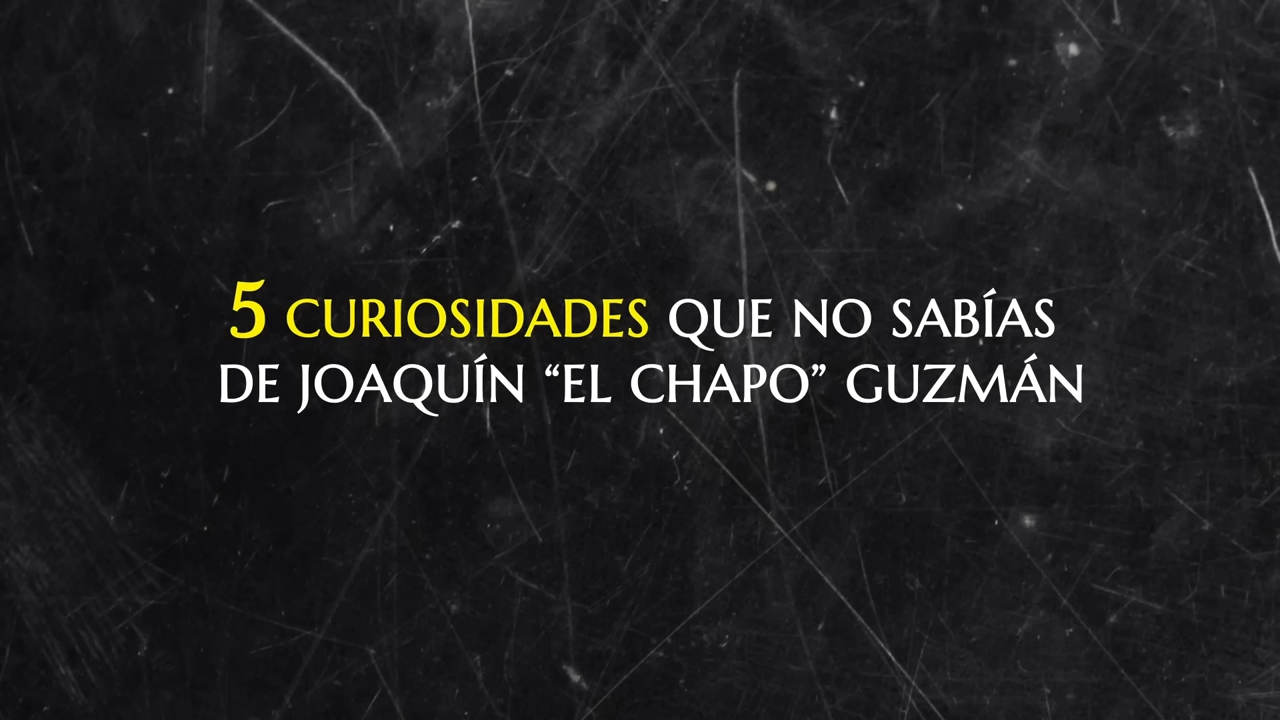 5 CURIOSIDADES QUE NO SABÍAS
DE JOAQUÍN “EL CHAPO” GUZMÁN